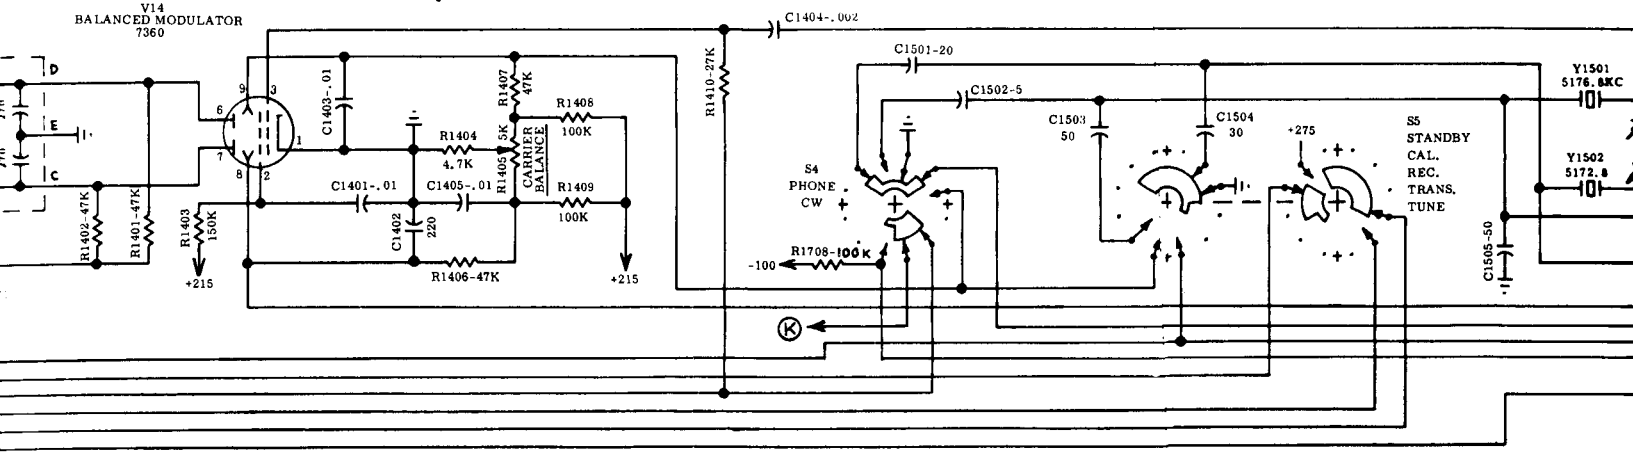 V14
BALANCED MODULATOR
7360
D
E
C
9
3
6
7
1
8
2
R1402-47K
R1401-47K
R1403
150K
+215
C1403-.01
R1404
4.7K
C1401-.01
C1405-.01
C1402
220
R1406-47K
R1407
47K
R1405 5K
CARRIER
BALANCE
R1408
100K
R1409
100K
+215
C1404-.002
R1410-27K
C1501-20
C1502-5
C1503
50
C1504
30
S4
PHONE
CW
R1708-100K
-100
K
+275
S5
STANDBY
CAL.
REC.
TRANS.
TUNE
Y1501
5176.8KC
Y1502
5172.8
C1505-50